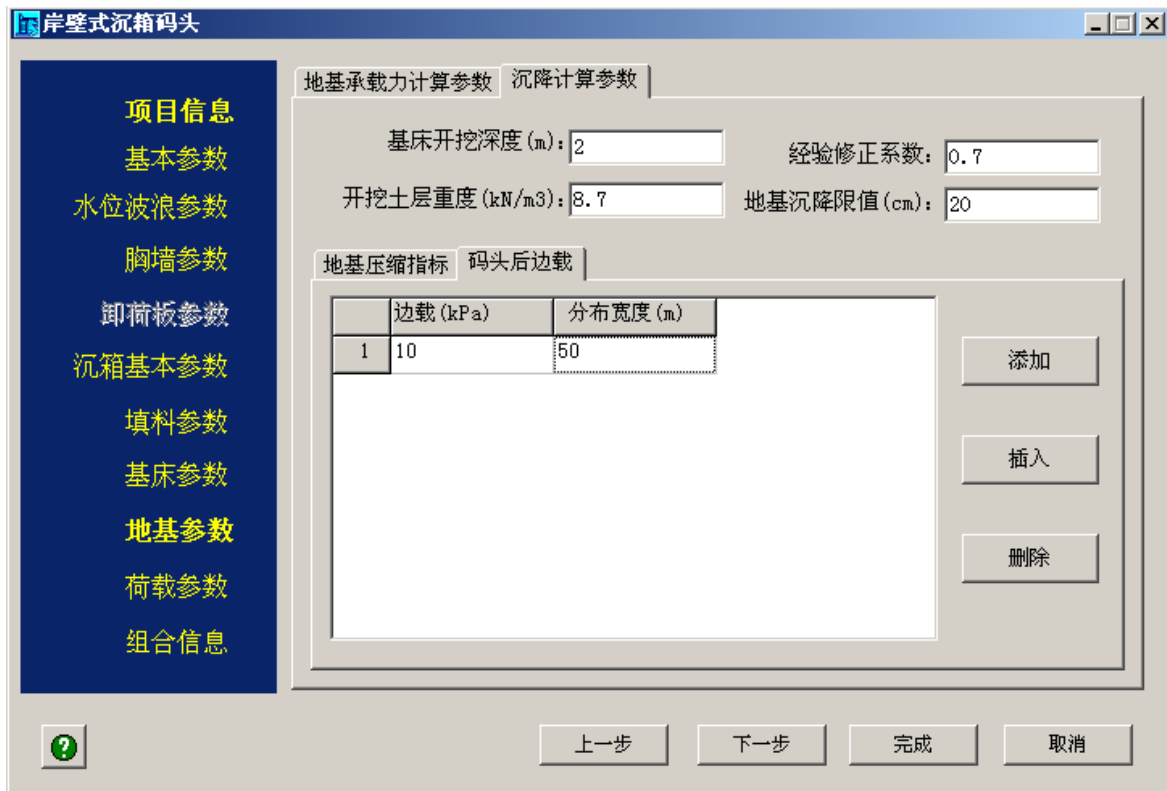 岸壁式沉箱码头
项目信息
基本参数
水位波浪参数
胸墙参数
卸荷板参数
沉箱基本参数
填料参数
基床参数
地基参数
荷载参数
组合信息
地基承载力计算参数 沉降计算参数
基床开挖深度(m): 2 经验修正系数: 0.7
开挖土层重度(kN/m3): 8.7 地基沉降限值(cm): 20
地基压缩指标 码头后边载
边载(kPa) 分布宽度(m)
1 10 50
添加
插入
删除
上一步 下一步 完成 取消